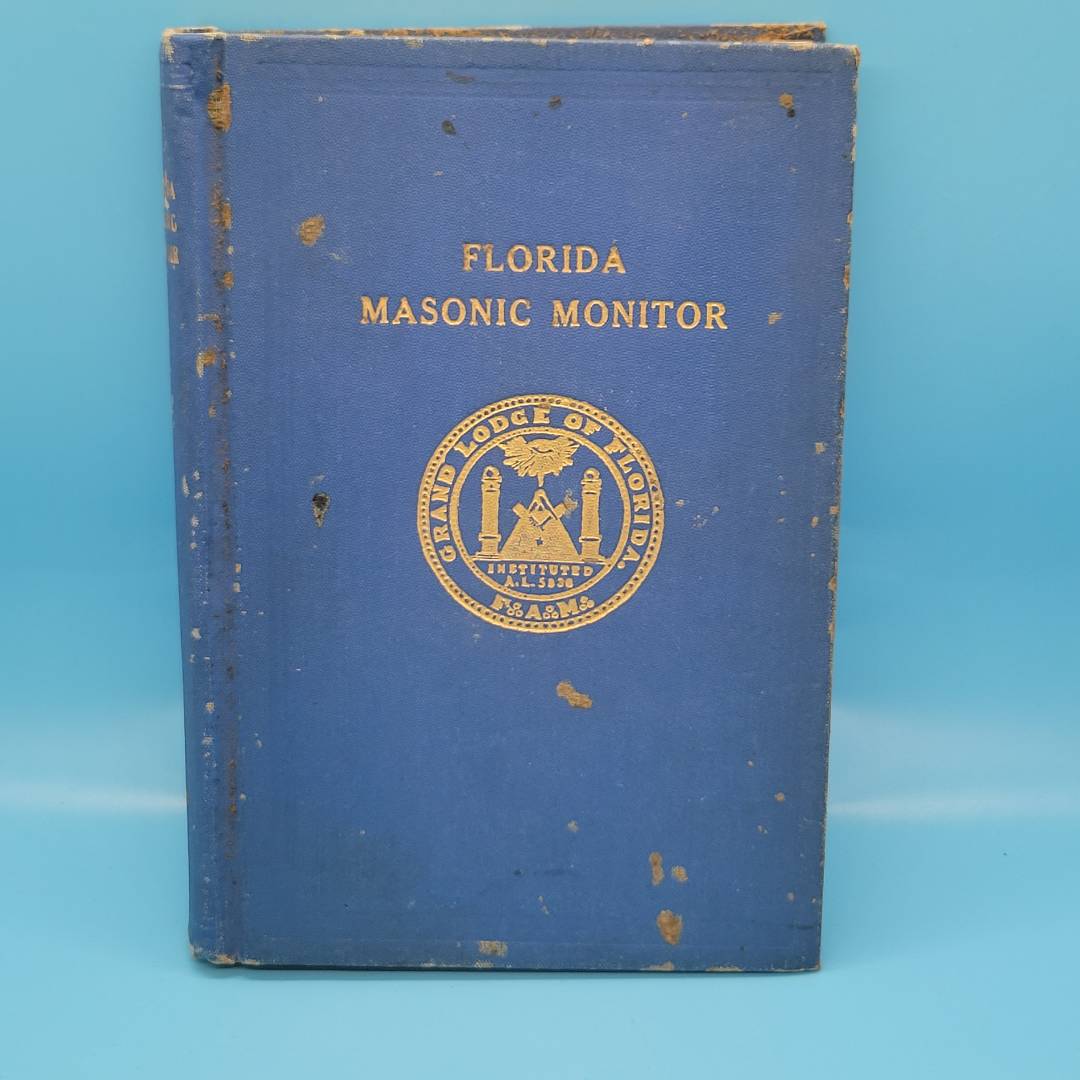 FLORIDA
MASONIC MONITOR
GRAND LODGE OF FLORIDA.
INSTITUTED
A.L. 5830
F∴A∴M∴